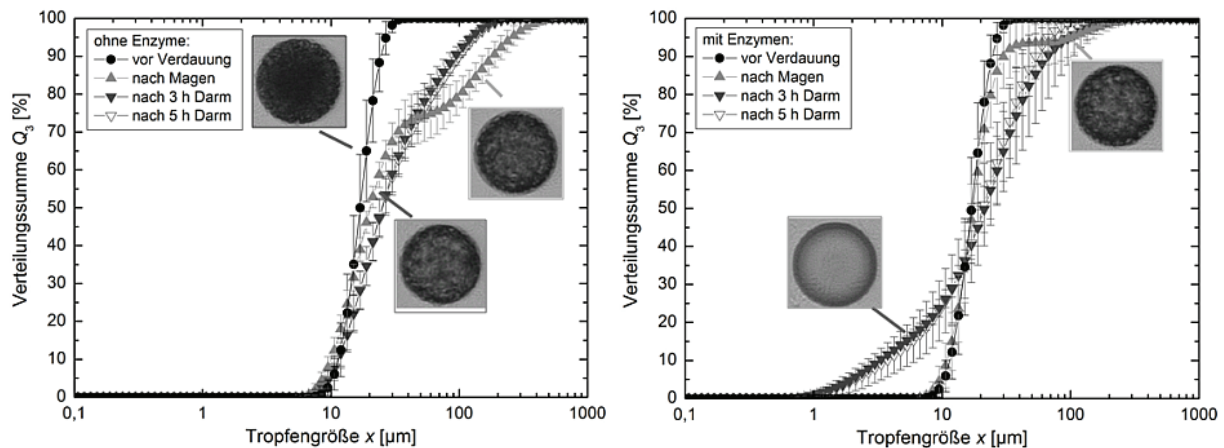 100
90
80
70
60
50
40
30
20
10
0
Verteilungssumme Q3 [%]
ohne Enzyme:
vor Verdauung
nach Magen
nach 3 h Darm
nach 5 h Darm
0,1 1 10 100 1000
Tropfengröße x [µm]
100
90
80
70
60
50
40
30
20
10
0
Verteilungssumme Q3 [%]
mit Enzymen:
vor Verdauung
nach Magen
nach 3 h Darm
nach 5 h Darm
0,1 1 10 100 1000
Tropfengröße x [µm]